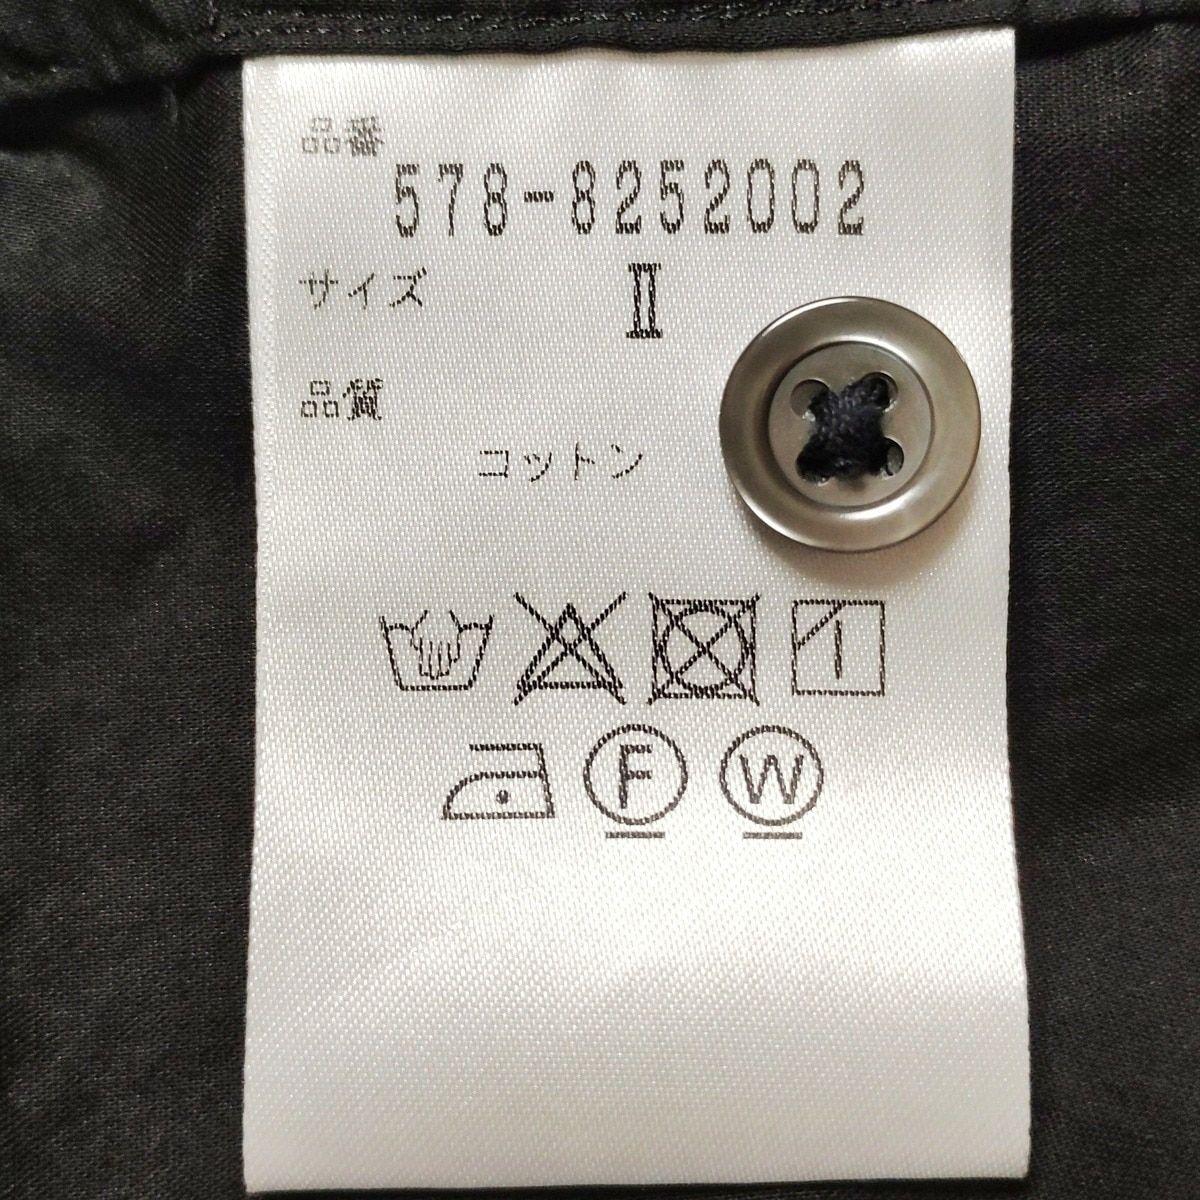 品番
578-8252002
サイズ Ⅱ
品質
コットン
F W